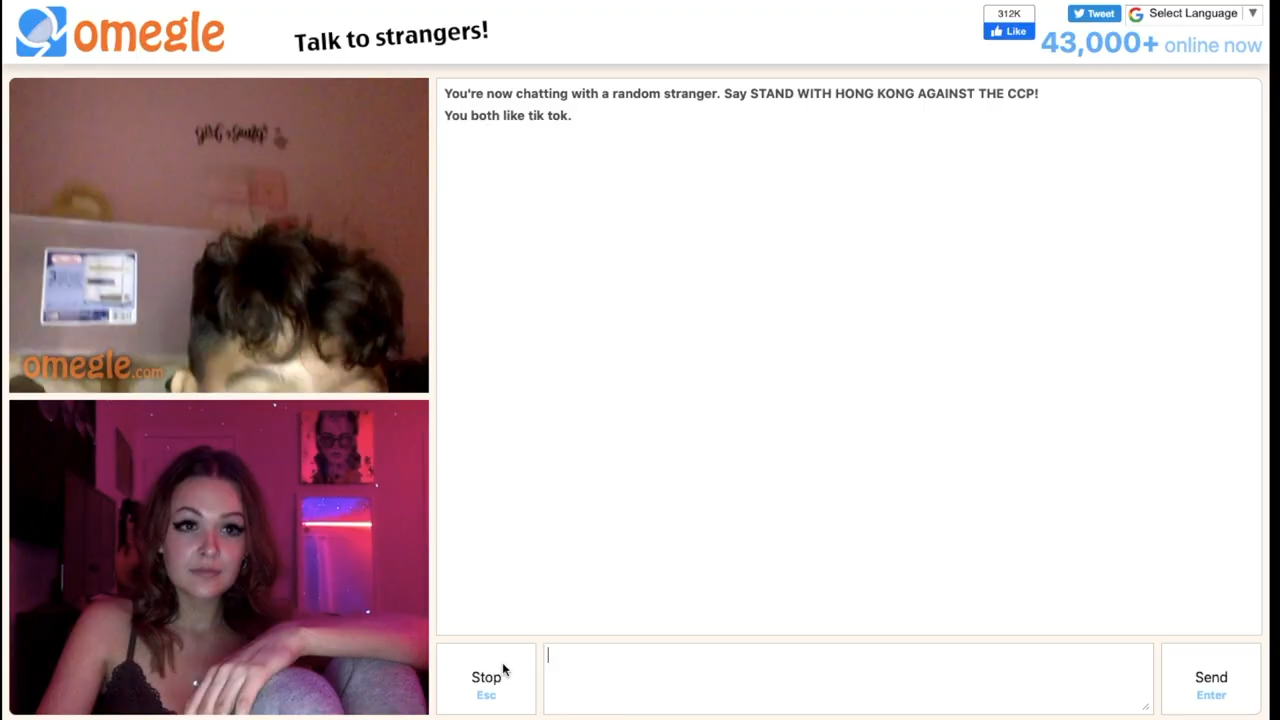 omegle
Talk to strangers!
312K
Like
Tweet
Select Language
43,000+ online now
You're now chatting with a random stranger. Say STAND WITH HONG KONG AGAINST THE CCP!
You both like tik tok.
omegle.com
Stop
Esc
Send
Enter